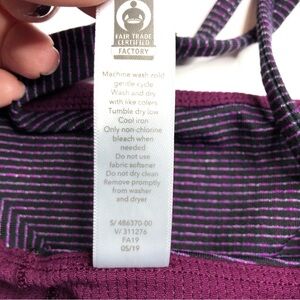 FAIR TRADE
CERTIFIED
FACTORY
Machine wash cold
gentle cycle
Wash and dry
with like colors
Tumble dry low
Cool iron
Only non-chlorine
bleach when
needed
Do not use
fabric softener
Do not dry clean
Remove promptly
from washer
and dryer
S/ 486370-00
V/ 311276
FA19
05/19